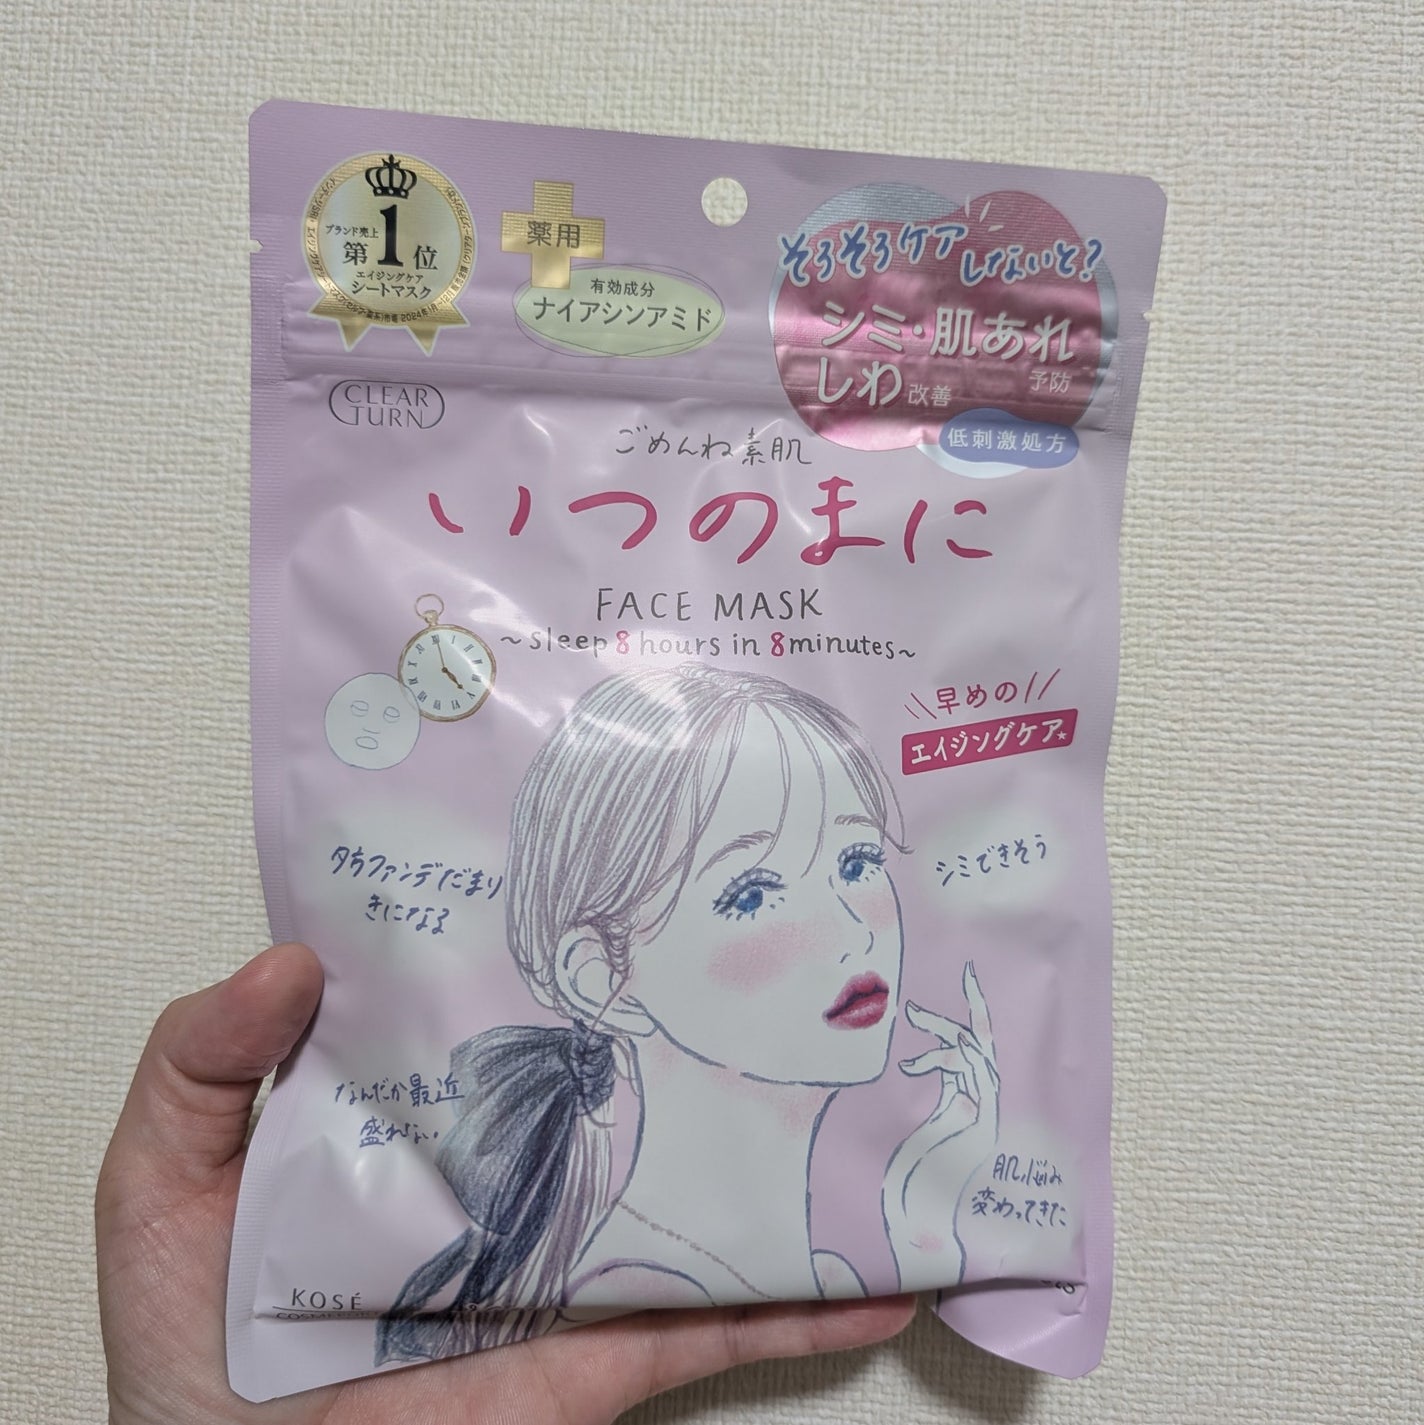 ブランド売上
第1位
エイジングケア
シートマスク
薬用
有効成分
ナイアシンアミド
そろそろケア
しないと?
シミ・肌あれ
予防
しわ改善
低刺激処方
CLEAR
TURN
ごめんね素肌
いつのまに
FACE MASK
~sleep 8 hours in 8 minutes~
早めの
エイジングケア★
夕方ファンデだまり
きになる
シミできそう
なんだか最近
盛れない。
肌悩み
変わってきた
KOSÉ